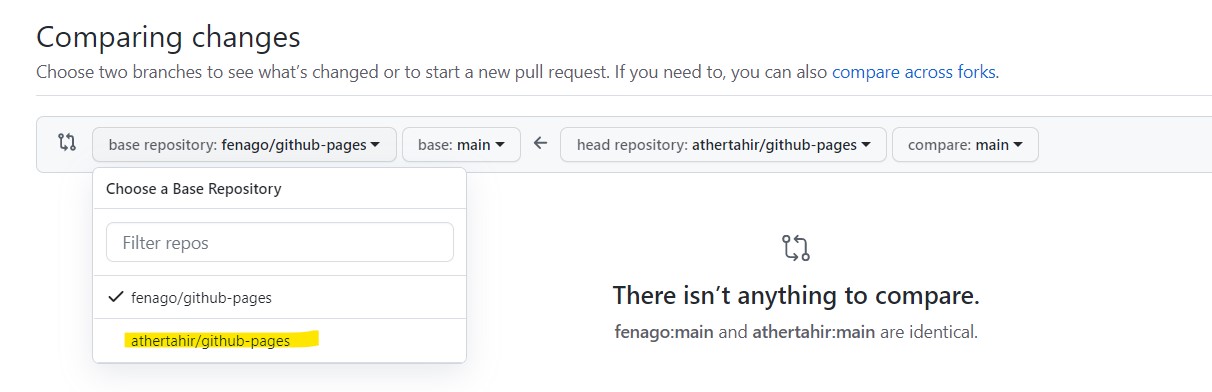 Comparing changes
Choose two branches to see what’s changed or to start a new pull request. If you need to, you can also compare across forks.
base repository: fenago/github-pages base: main head repository: athertahir/github-pages compare: main
Choose a Base Repository
Filter repos
fenago/github-pages
athertahir/github-pages
There isn’t anything to compare.
fenago:main and athertahir:main are identical.